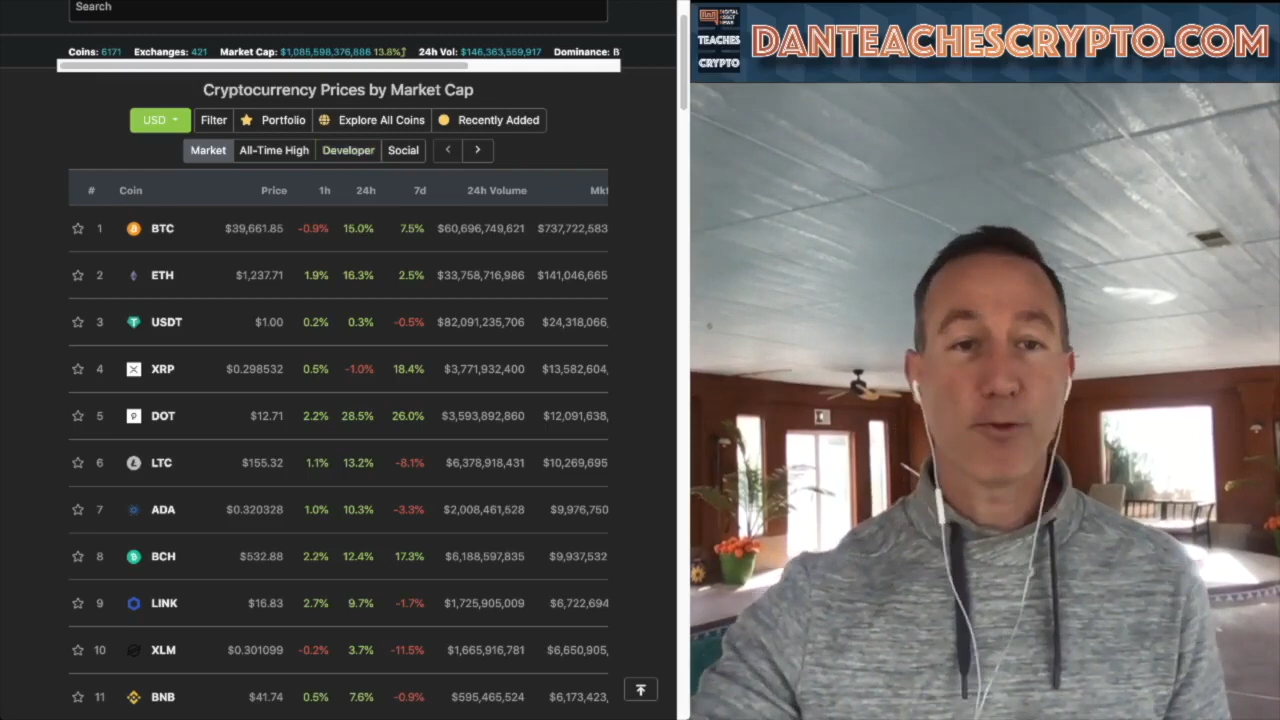 Search
Coins: 6171 Exchanges: 421 Market Cap: $1,085,598,376,886 13.8% 24h Vol: $146,363,559,917 Dominance: B
Cryptocurrency Prices by Market Cap
USD Filter Portfolio Explore All Coins Recently Added
Market All-Time High Developer Social
# Coin Price 1h 24h 7d 24h Volume Mkt
1 BTC $39,661.85 -0.9% 15.0% 7.5% $60,696,749,621 $737,722,583
2 ETH $1,237.71 1.9% 16.3% 2.5% $33,758,716,986 $141,046,665
3 USDT $1.00 0.2% 0.3% -0.5% $82,091,235,706 $24,318,066,
4 XRP $0.298532 0.5% -1.0% 18.4% $3,771,932,400 $13,582,604,
5 DOT $12.71 2.2% 28.5% 26.0% $3,593,892,860 $12,091,638,
6 LTC $155.32 1.1% 13.2% -8.1% $6,378,918,431 $10,269,695
7 ADA $0.320328 1.0% 10.3% -3.3% $2,008,461,528 $9,976,750
8 BCH $532.88 2.2% 12.4% 17.3% $6,188,597,835 $9,937,532
9 LINK $16.83 2.7% 9.7% -1.7% $1,725,905,009 $6,722,694
10 XLM $0.301099 -0.2% 3.7% -11.5% $1,665,916,781 $6,650,905,
11 BNB $41.74 0.5% 7.6% -0.9% $595,465,524 $6,173,423,
DIGITAL
ASSET
NEWS
TEACHES
CRYPTO
DANTEACHESCRYPTO.COM